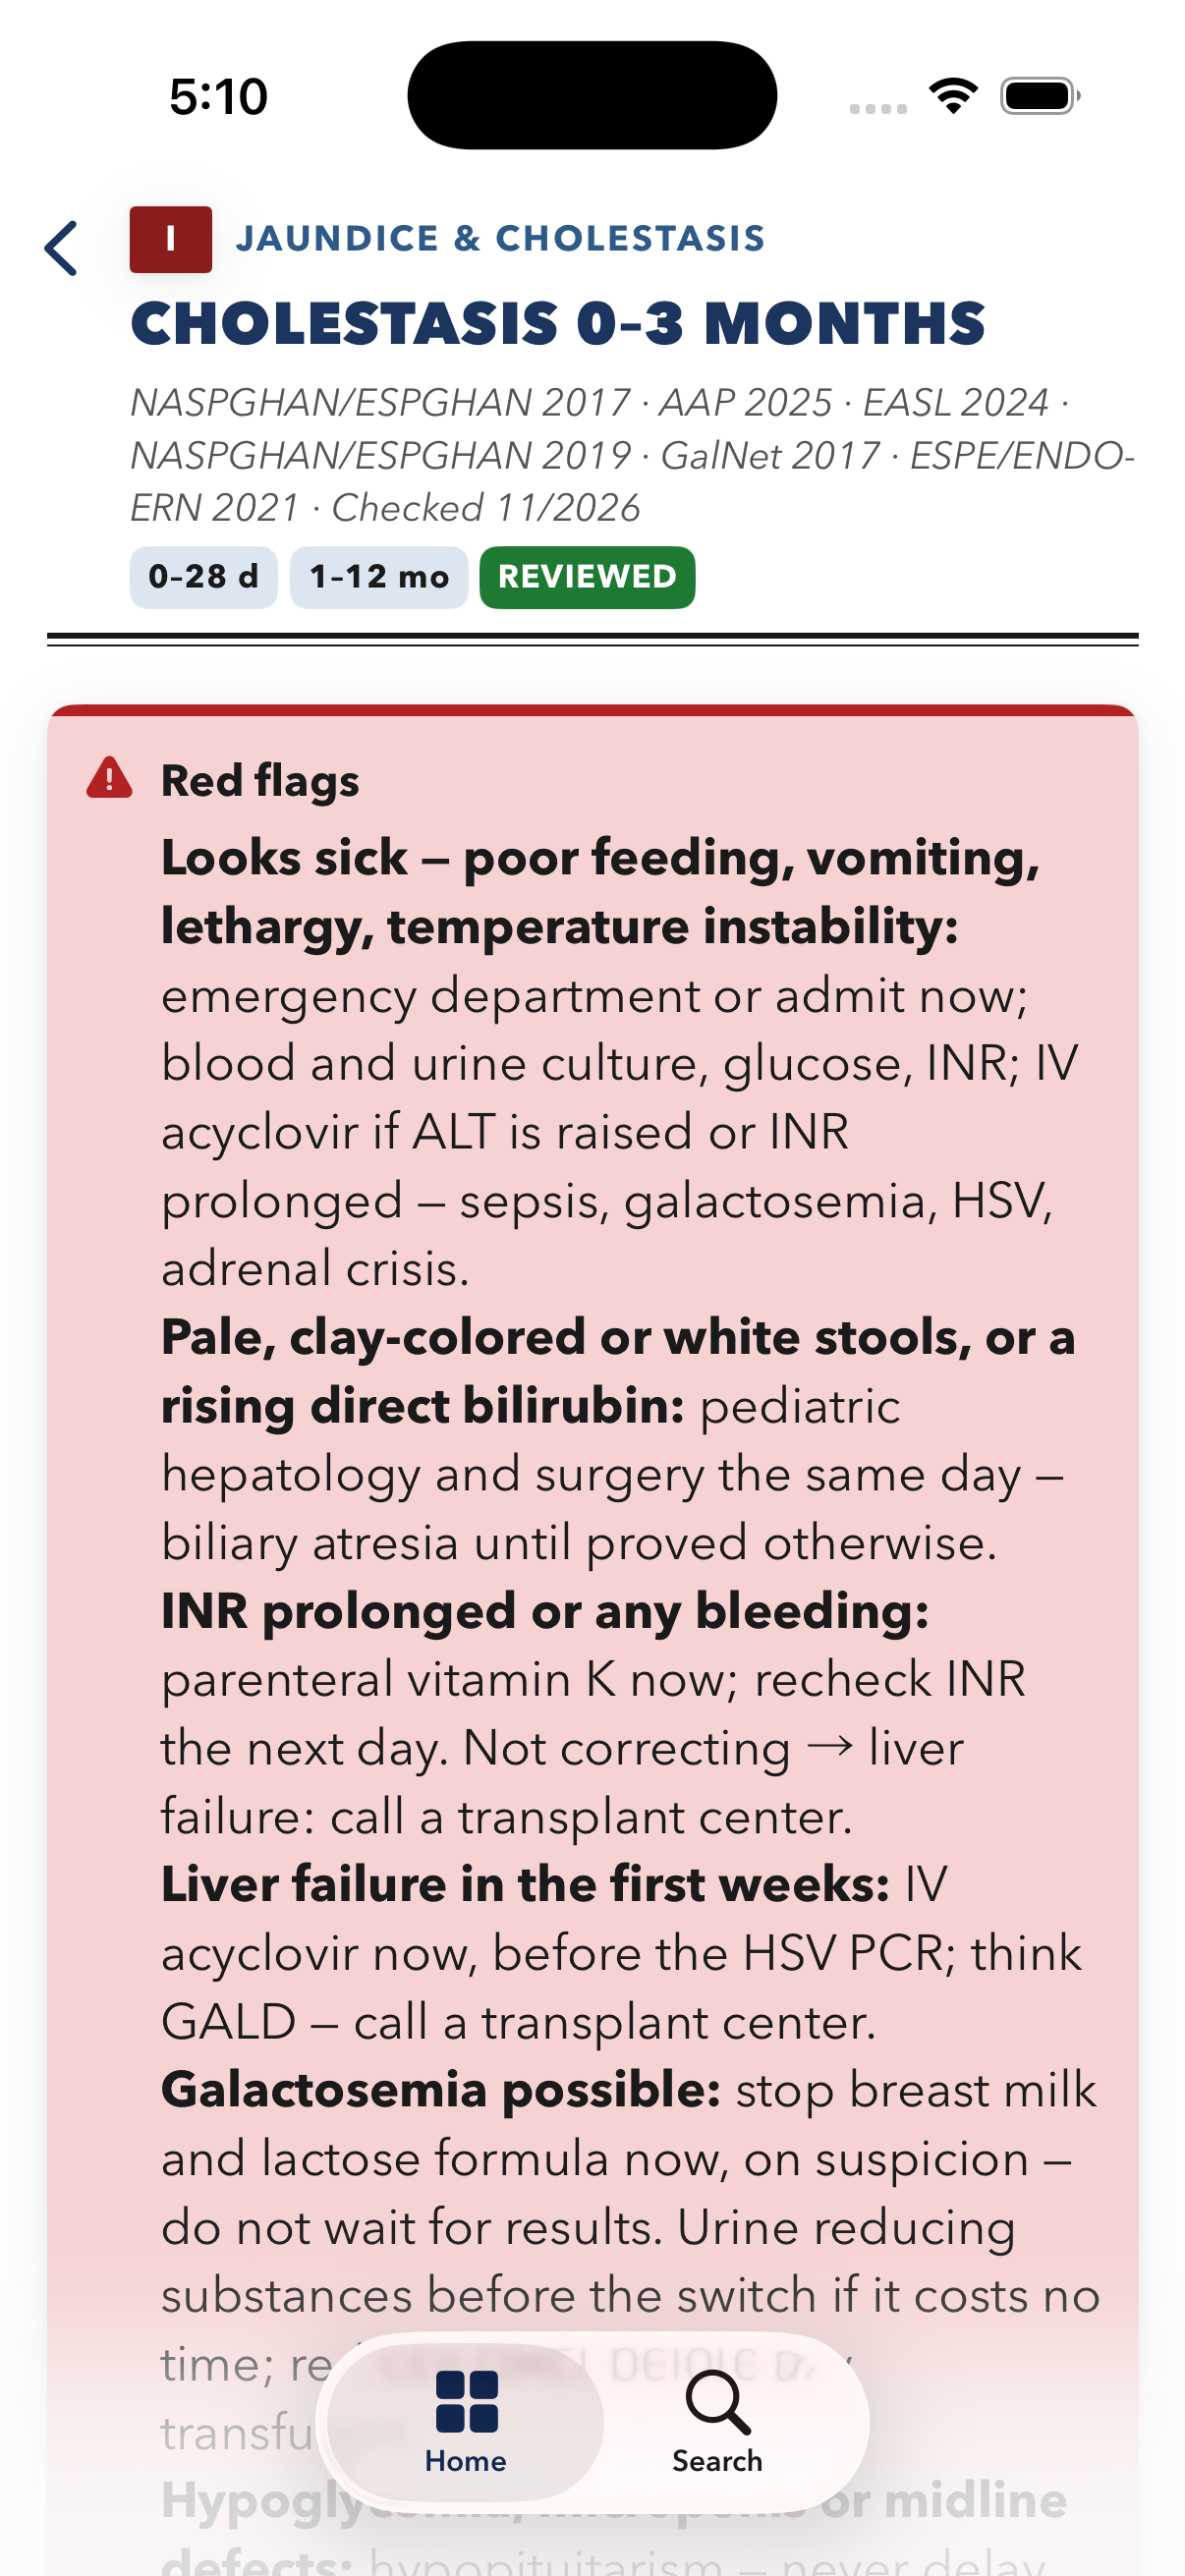 5:10
I JAUNDICE & CHOLESTASIS
CHOLESTASIS 0–3 MONTHS
NASPGHAN/ESPGHAN 2017 · AAP 2025 · EASL 2024 ·
NASPGHAN/ESPGHAN 2019 · GalNet 2017 · ESPE/ENDO-
ERN 2021 · Checked 11/2026
0–28 d 1–12 mo REVIEWED
Red flags
Looks sick — poor feeding, vomiting,
lethargy, temperature instability:
emergency department or admit now;
blood and urine culture, glucose, INR; IV
acyclovir if ALT is raised or INR
prolonged — sepsis, galactosemia, HSV,
adrenal crisis.
Pale, clay-colored or white stools, or a
rising direct bilirubin: pediatric
hepatology and surgery the same day —
biliary atresia until proved otherwise.
INR prolonged or any bleeding:
parenteral vitamin K now; recheck INR
the next day. Not correcting → liver
failure: call a transplant center.
Liver failure in the first weeks: IV
acyclovir now, before the HSV PCR; think
GALD — call a transplant center.
Galactosemia possible: stop breast milk
and lactose formula now, on suspicion —
do not wait for results. Urine reducing
substances before the switch if it costs no
time;
or midline
defects: hypopituitarism — never delay
Home
Search